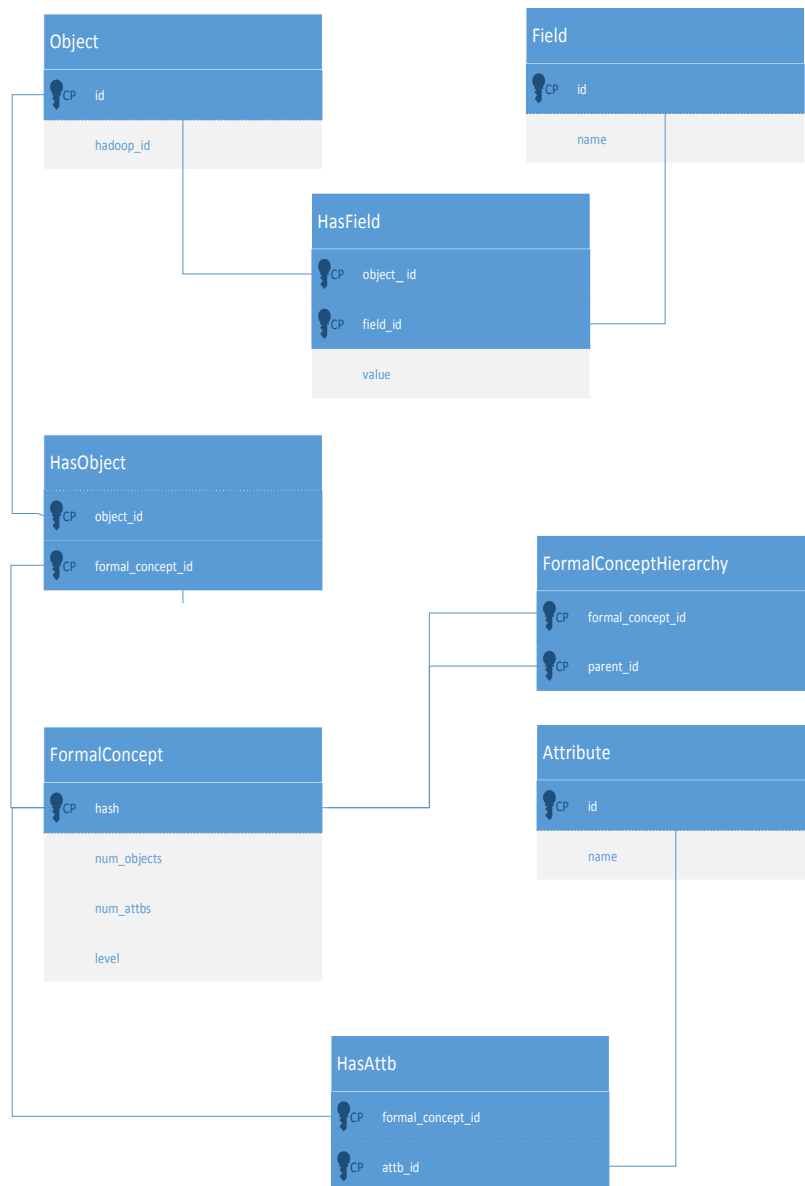 Object
CP id
hadoop_id
Field
CP id
name
HasField
CP object_ id
CP field_id
value
HasObject
CP object_id
CP formal_concept_id
FormalConceptHierarchy
CP formal_concept_id
CP parent_id
FormalConcept
CP hash
num_objects
num_attbs
level
Attribute
CP id
name
HasAttb
CP formal_concept_id
CP attb_id